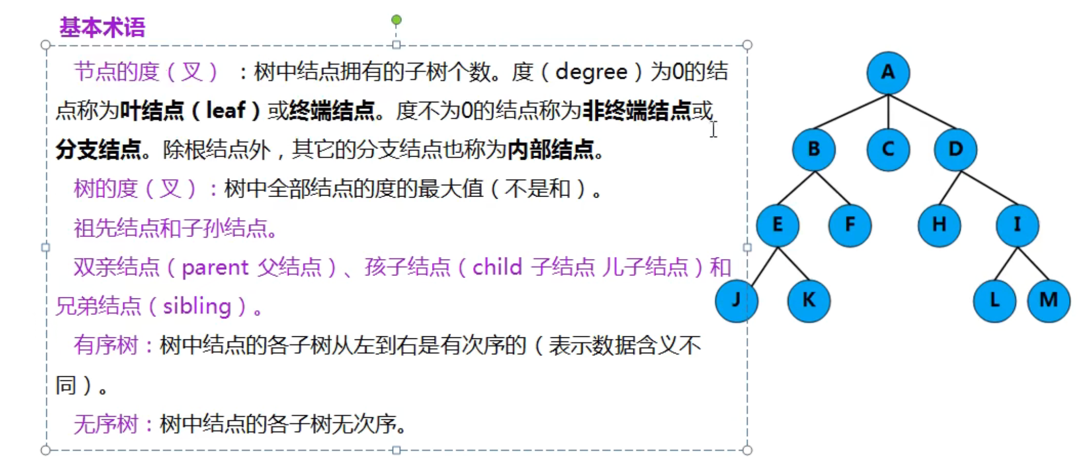 基本术语
节点的度（叉）：树中结点拥有的子树个数。度（degree）为0的结
点称为叶结点（leaf）或终端结点。度不为0的结点称为非终端结点或
分支结点。除根结点外，其它的分支结点也称为内部结点。
树的度（叉）：树中全部结点的度的最大值（不是和）。
祖先结点和子孙结点。
双亲结点（parent 父结点）、孩子结点（child 子结点 儿子结点）和
兄弟结点（sibling）。
有序树：树中结点的各子树从左到右是有次序的（表示数据含义不
同）。
无序树：树中结点的各子树无次序。
A
B C D
E F H I
J K L M